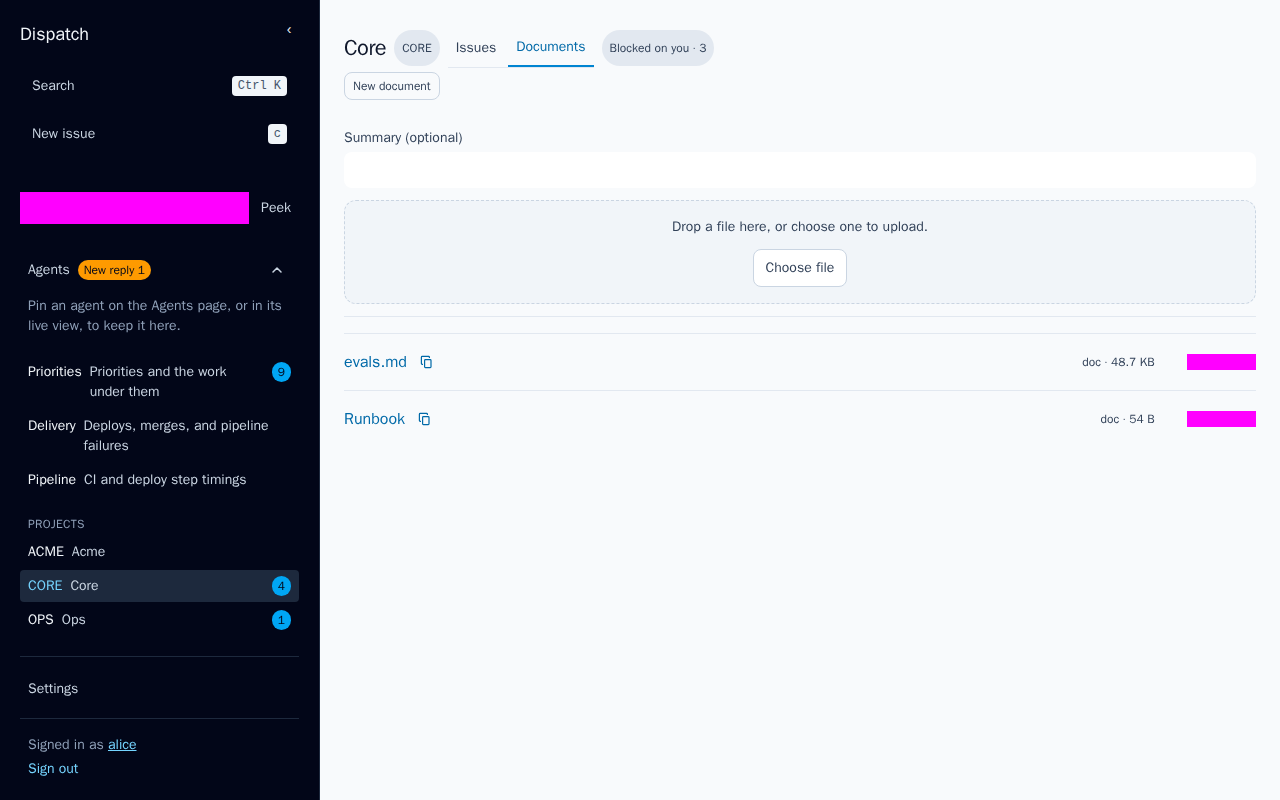 Dispatch
Search Ctrl K
New issue c
Peek
Agents New reply 1
Pin an agent on the Agents page, or in its
live view, to keep it here.
Priorities Priorities and the work
under them 9
Delivery Deploys, merges, and pipeline
failures
Pipeline CI and deploy step timings
PROJECTS
ACME Acme
CORE Core 4
OPS Ops 1
Settings
Signed in as alice
Sign out
Core CORE Issues Documents Blocked on you · 3
New document
Summary (optional)
Drop a file here, or choose one to upload.
Choose file
evals.md doc · 48.7 KB
Runbook doc · 54 B